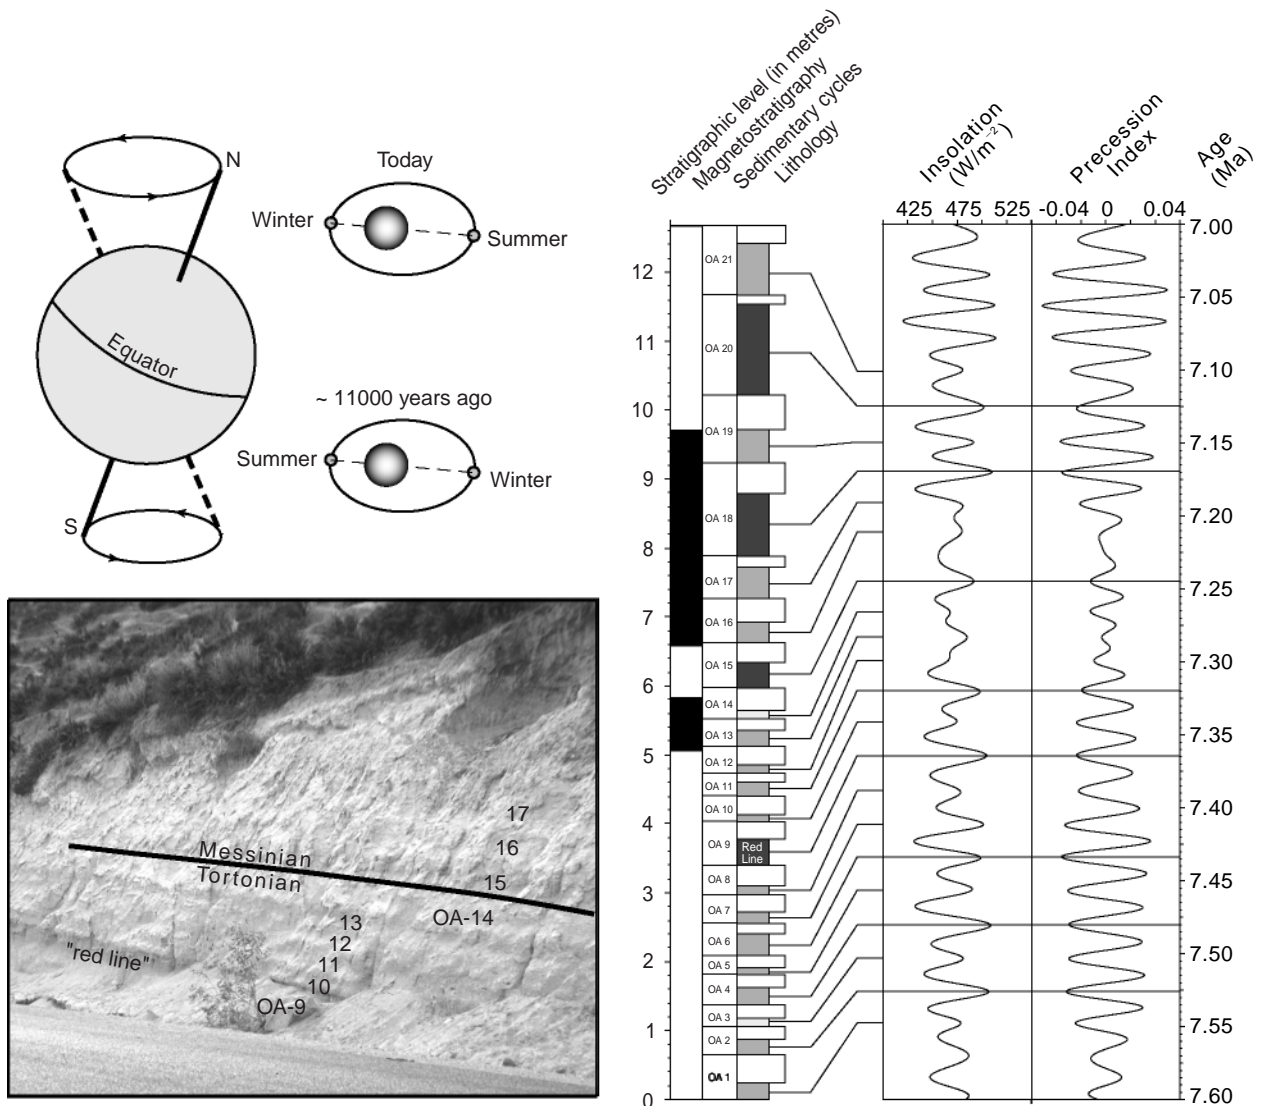 N
Equator
S
Today
Winter
Summer
~ 11000 years ago
Summer
Winter
Messinian
Tortonian
17
16
15
OA-14
13
12
11
10
OA-9
"red line"
Stratigraphic level (in metres)
Magnetostratigraphy
Sedimentary cycles
Lithology
Insolation
(W/m⁻²)
Precession
Index
Age
(Ma)
425 475 525 -0.04 0 0.04
12
11
10
9
8
7
6
5
4
3
2
1
0
OA 21
OA 20
OA 19
OA 18
OA 17
OA 16
OA 15
OA 14
OA 13
OA 12
OA 11
OA 10
OA 9
Red
Line
OA 8
OA 7
OA 6
OA 5
OA 4
OA 3
OA 2
OA 1
7.00
7.05
7.10
7.15
7.20
7.25
7.30
7.35
7.40
7.45
7.50
7.55
7.60